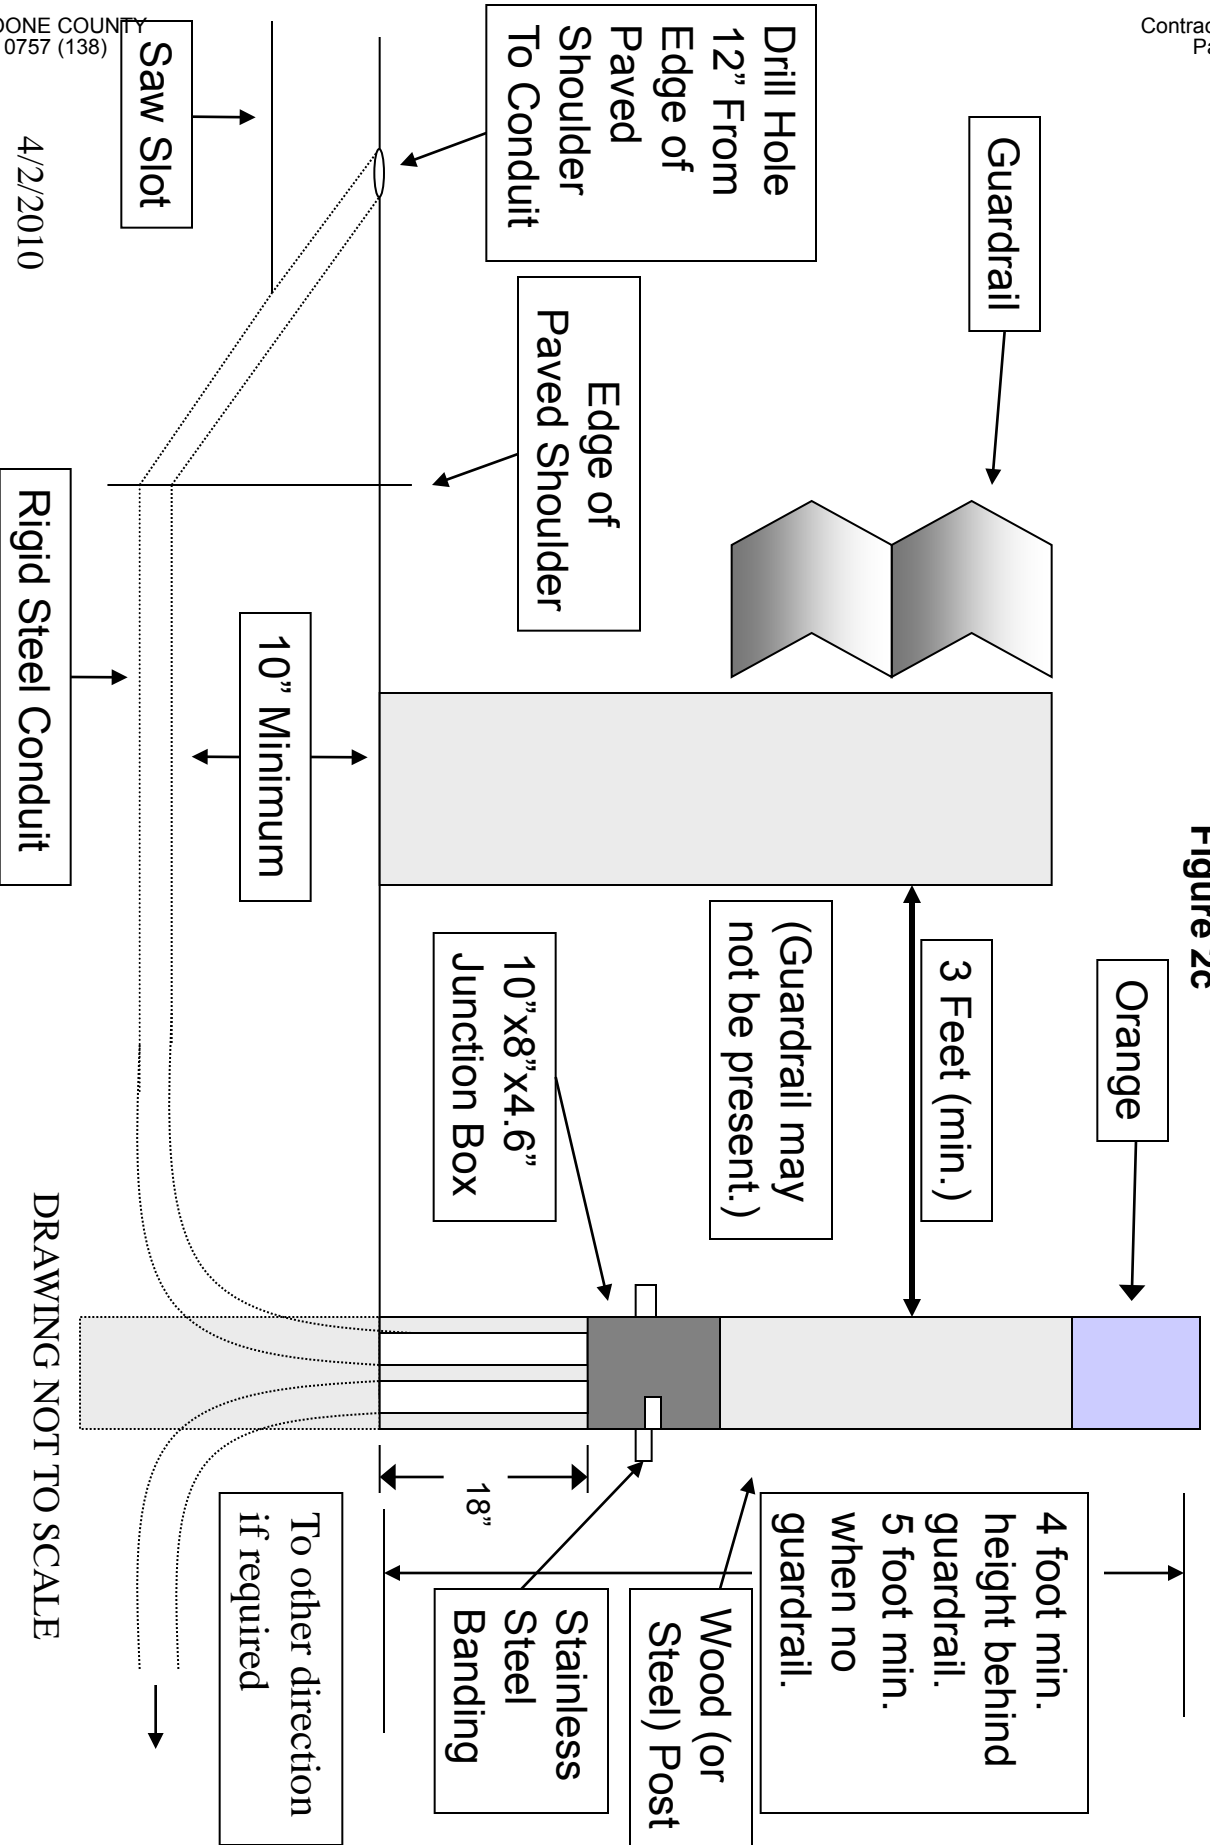 OONE COUNTY
0757 (138)
Contrac
Pa
Figure 2c
Guardrail
Orange
Drill Hole
12” From
Edge of
Paved
Shoulder
To Conduit
3 Feet (min.)
(Guardrail may
not be present.)
4 foot min.
height behind
guardrail.
5 foot min.
when no
guardrail.
Edge of
Paved Shoulder
10”x8”x4.6”
Junction Box
Wood (or
Steel) Post
18”
Stainless
Steel
Banding
Saw Slot
10” Minimum
To other direction
if required
Rigid Steel Conduit
4/2/2010
DRAWING NOT TO SCALE